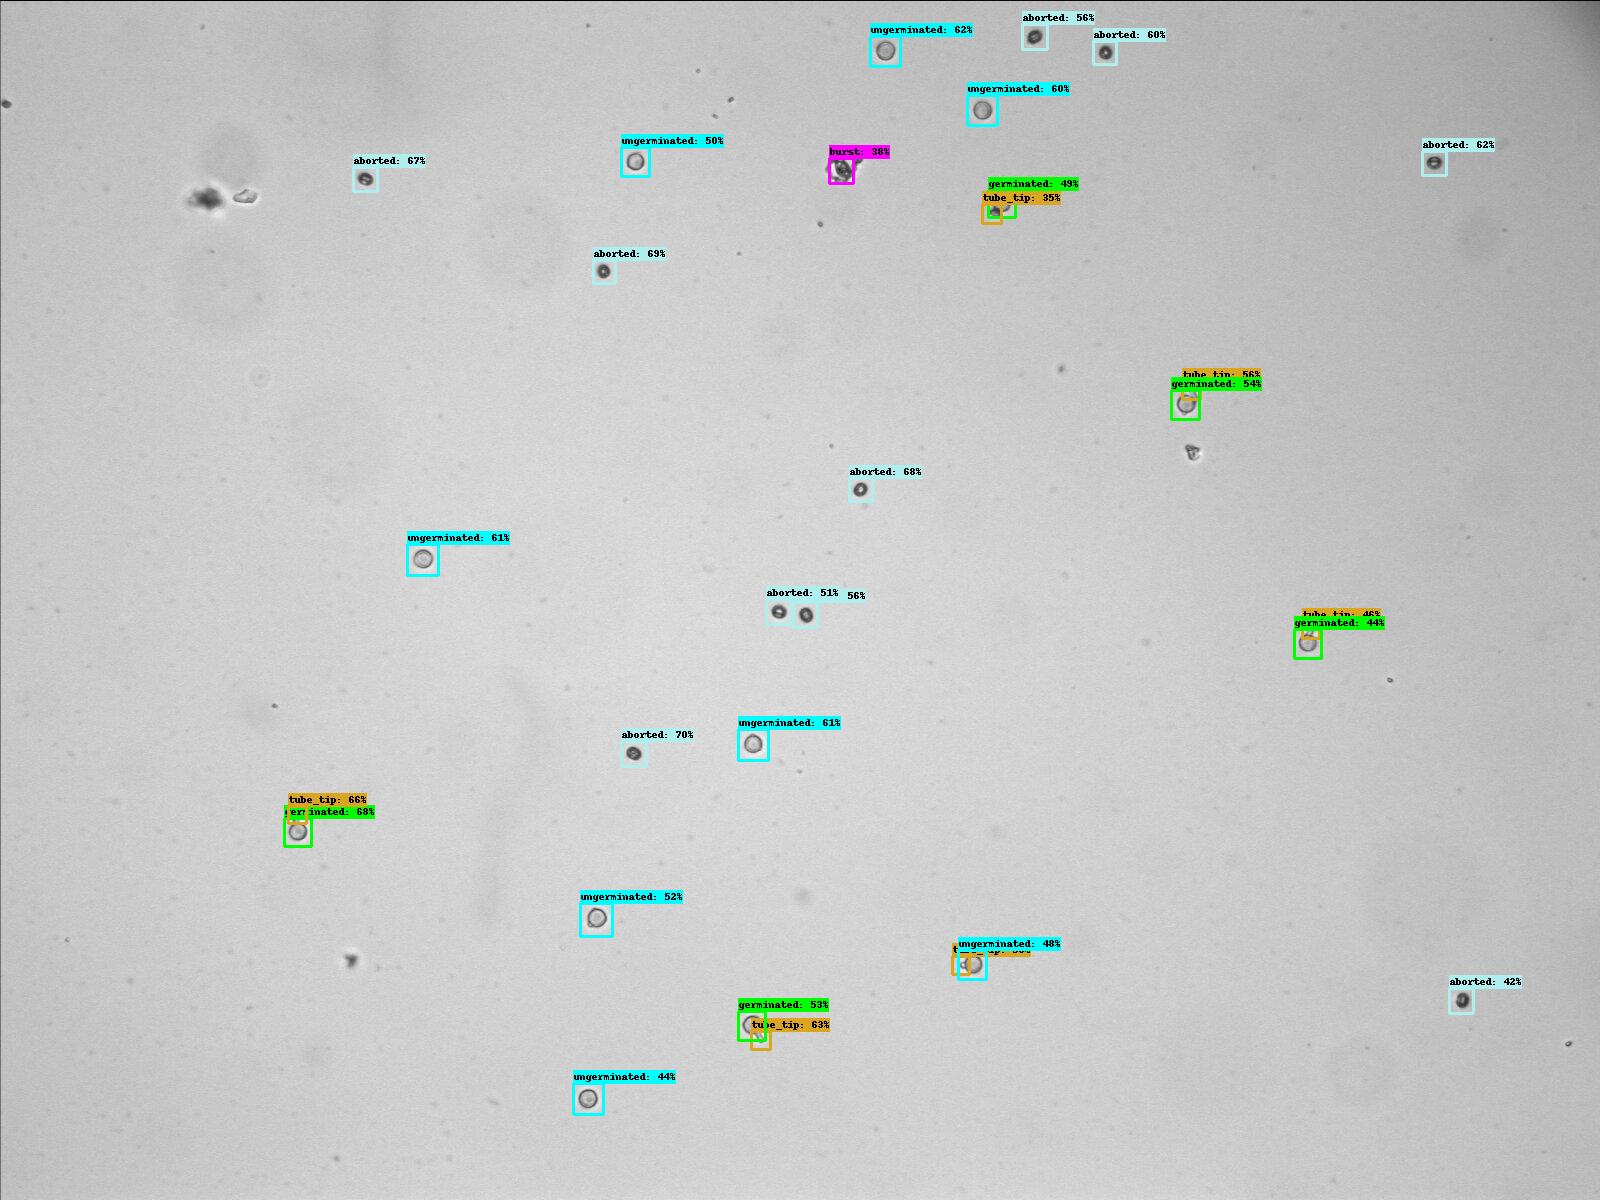 aborted: 56%
ungerminated: 62%
aborted: 60%
ungerminated: 60%
ungerminated: 50%
aborted: 62%
burst: 38%
aborted: 67%
germinated: 49%
tube_tip: 35%
aborted: 69%
tube_tip: 56%
germinated: 54%
aborted: 68%
ungerminated: 61%
aborted: 51% 56%
tube_tip: 46%
germinated: 44%
ungerminated: 61%
aborted: 70%
tube_tip: 66%
germinated: 68%
ungerminated: 52%
ungerminated: 48%
aborted: 42%
germinated: 53%
tube_tip: 63%
ungerminated: 44%